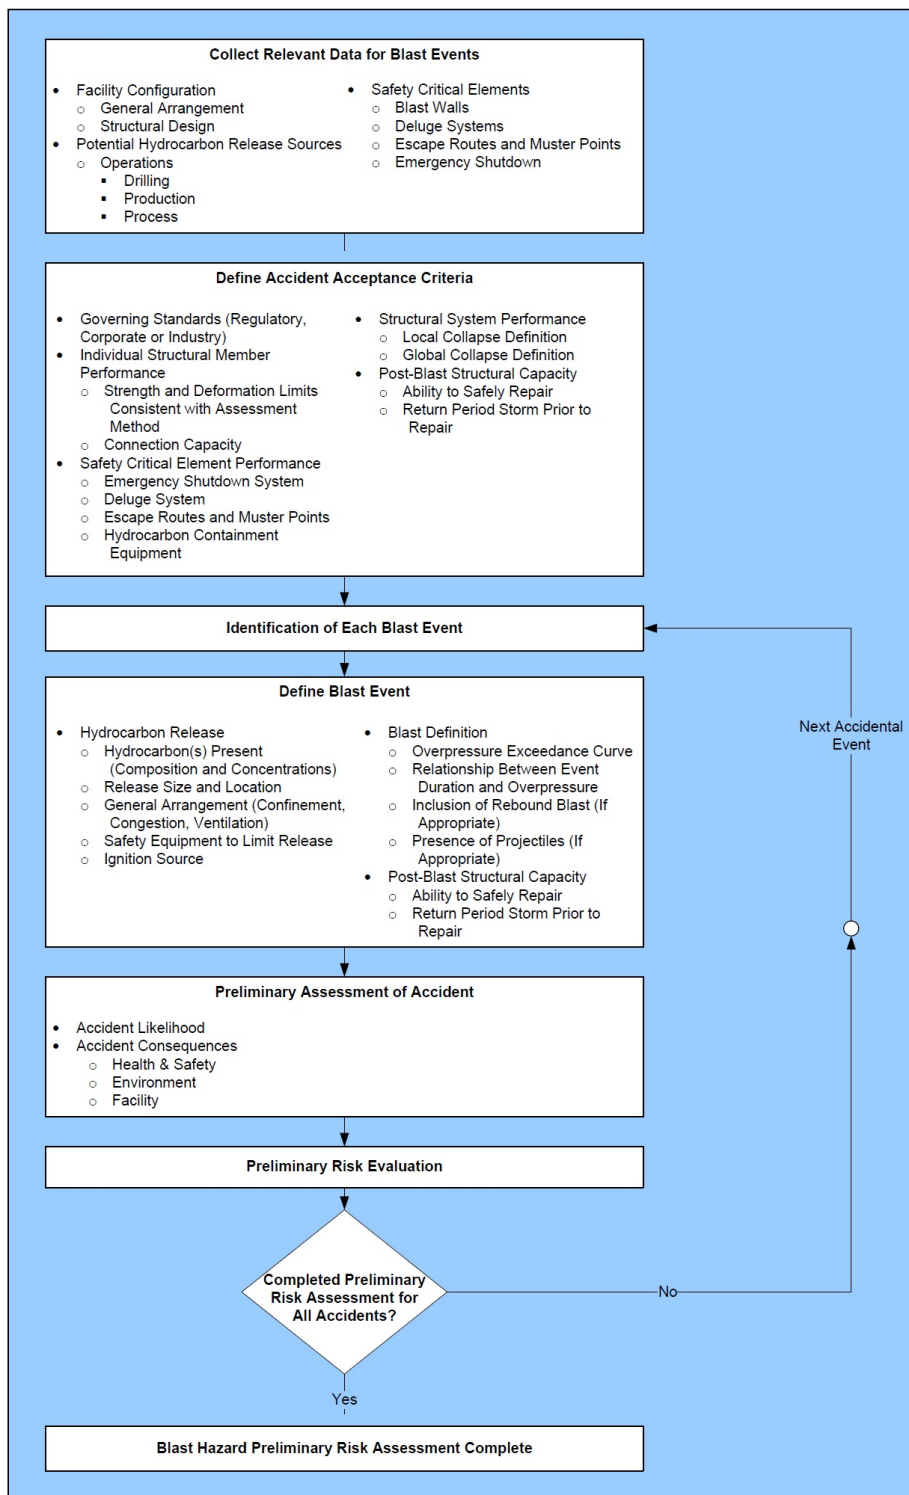 Collect Relevant Data for Blast Events
• Facility Configuration
○ General Arrangement
○ Structural Design
• Potential Hydrocarbon Release Sources
○ Operations
▪ Drilling
▪ Production
▪ Process
• Safety Critical Elements
○ Blast Walls
○ Deluge Systems
○ Escape Routes and Muster Points
○ Emergency Shutdown
Define Accident Acceptance Criteria
• Governing Standards (Regulatory,
Corporate or Industry)
• Individual Structural Member
Performance
○ Strength and Deformation Limits
Consistent with Assessment
Method
○ Connection Capacity
• Safety Critical Element Performance
○ Emergency Shutdown System
○ Deluge System
○ Escape Routes and Muster Points
○ Hydrocarbon Containment
Equipment
• Structural System Performance
○ Local Collapse Definition
○ Global Collapse Definition
• Post-Blast Structural Capacity
○ Ability to Safely Repair
○ Return Period Storm Prior to
Repair
Identification of Each Blast Event
Define Blast Event
• Hydrocarbon Release
○ Hydrocarbon(s) Present
(Composition and Concentrations)
○ Release Size and Location
○ General Arrangement (Confinement,
Congestion, Ventilation)
○ Safety Equipment to Limit Release
○ Ignition Source
• Blast Definition
○ Overpressure Exceedance Curve
○ Relationship Between Event
Duration and Overpressure
○ Inclusion of Rebound Blast (If
Appropriate)
○ Presence of Projectiles (If
Appropriate)
• Post-Blast Structural Capacity
○ Ability to Safely Repair
○ Return Period Storm Prior to
Repair
Next Accidental
Event
Preliminary Assessment of Accident
• Accident Likelihood
• Accident Consequences
○ Health & Safety
○ Environment
○ Facility
Preliminary Risk Evaluation
Completed Preliminary
Risk Assessment for
All Accidents?
No
Yes
Blast Hazard Preliminary Risk Assessment Complete